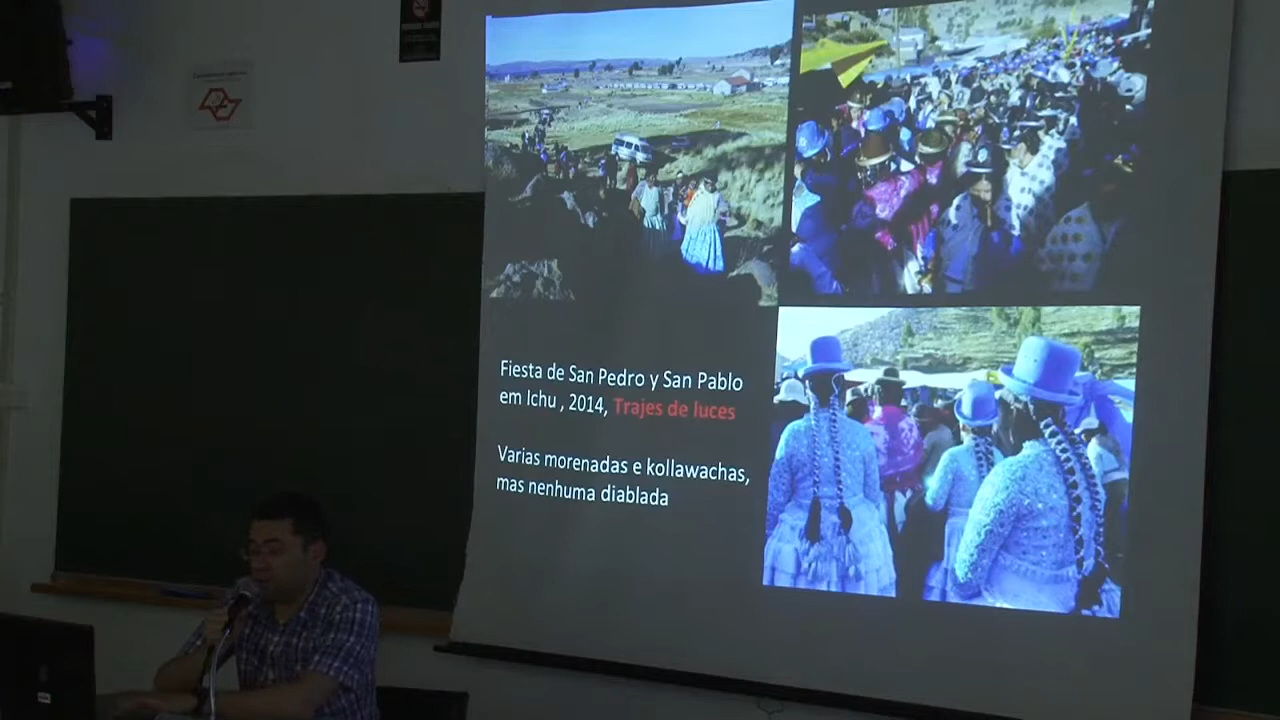 Fiesta de San Pedro y San Pablo
em Ichu , 2014, Trajes de luces
Varias morenadas e kollawachas,
mas nenhuma diablada